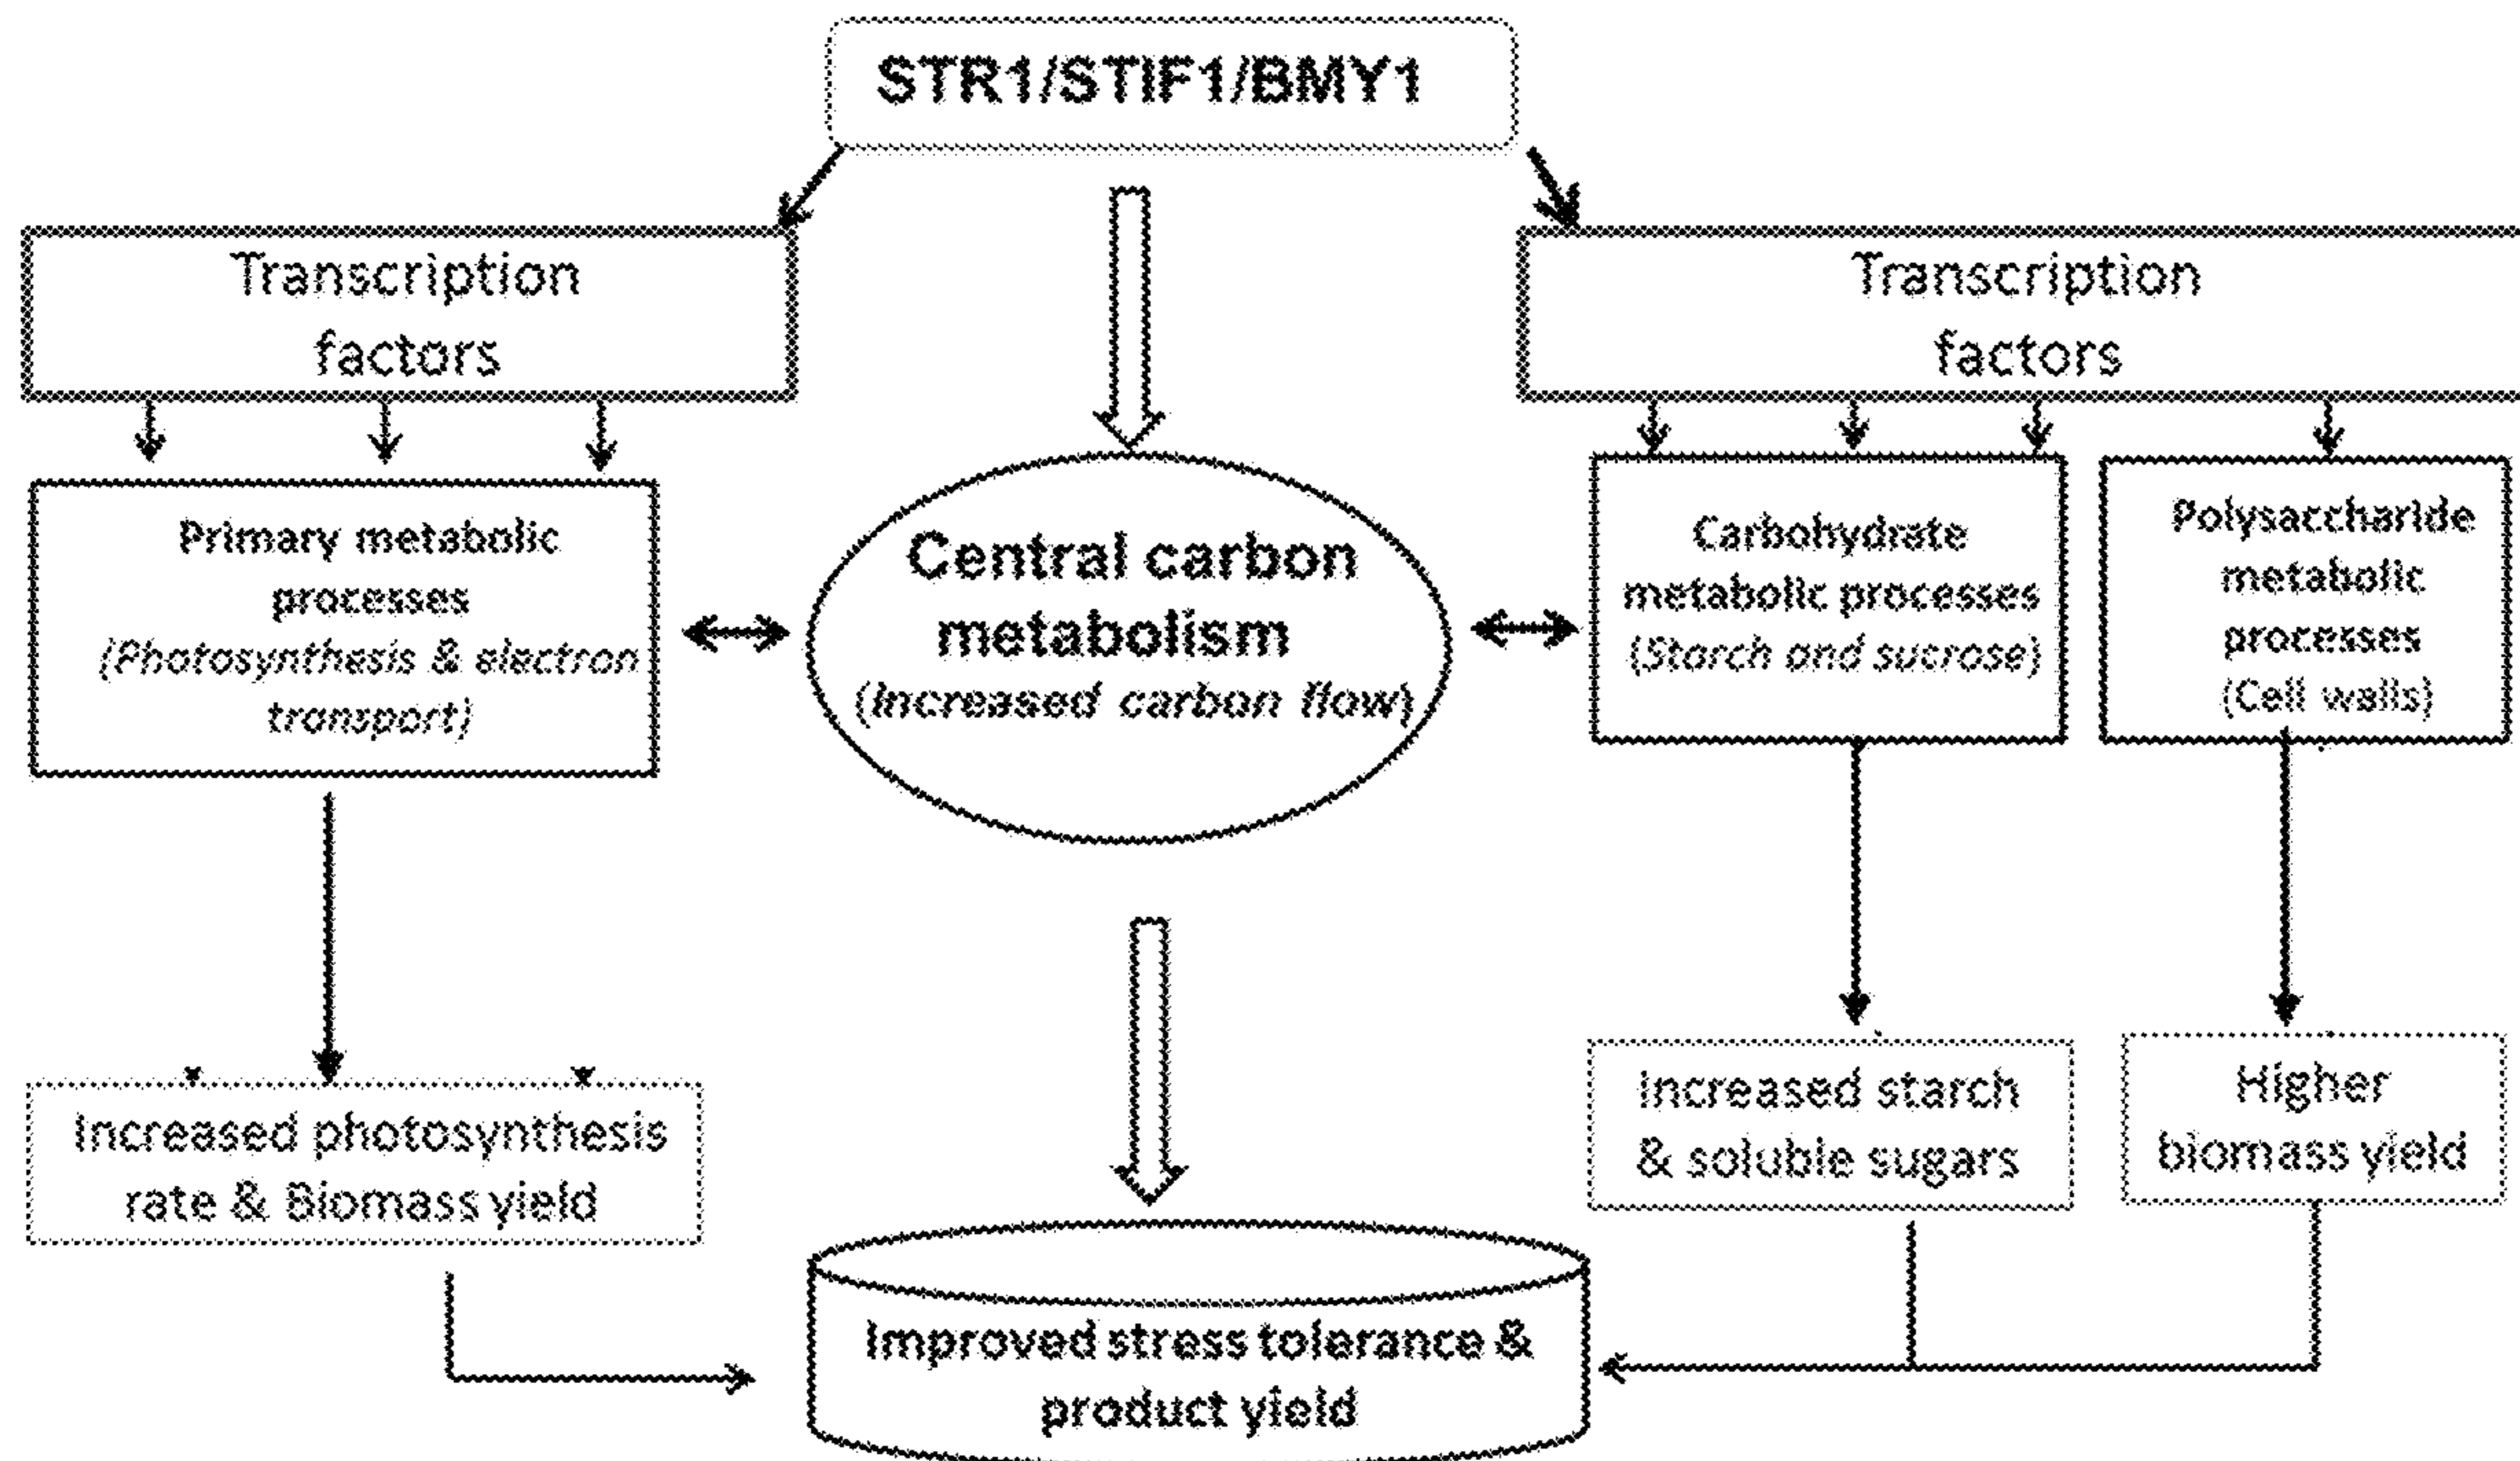 STR1/STIF1/BMY1
Transcription
factors
Transcription
factors
Primary metabolic
processes
(Photosynthesis & electron
transport)
Central carbon
metabolism
(Increased carbon flow)
Carbohydrate
metabolic processes
(Starch and sucrose)
Polysaccharide
metabolic
processes
(Cell walls)
Increased photosynthesis
rate & Biomass yield
Increased starch
& soluble sugars
Higher
biomass yield
Improved stress tolerance &
product yield